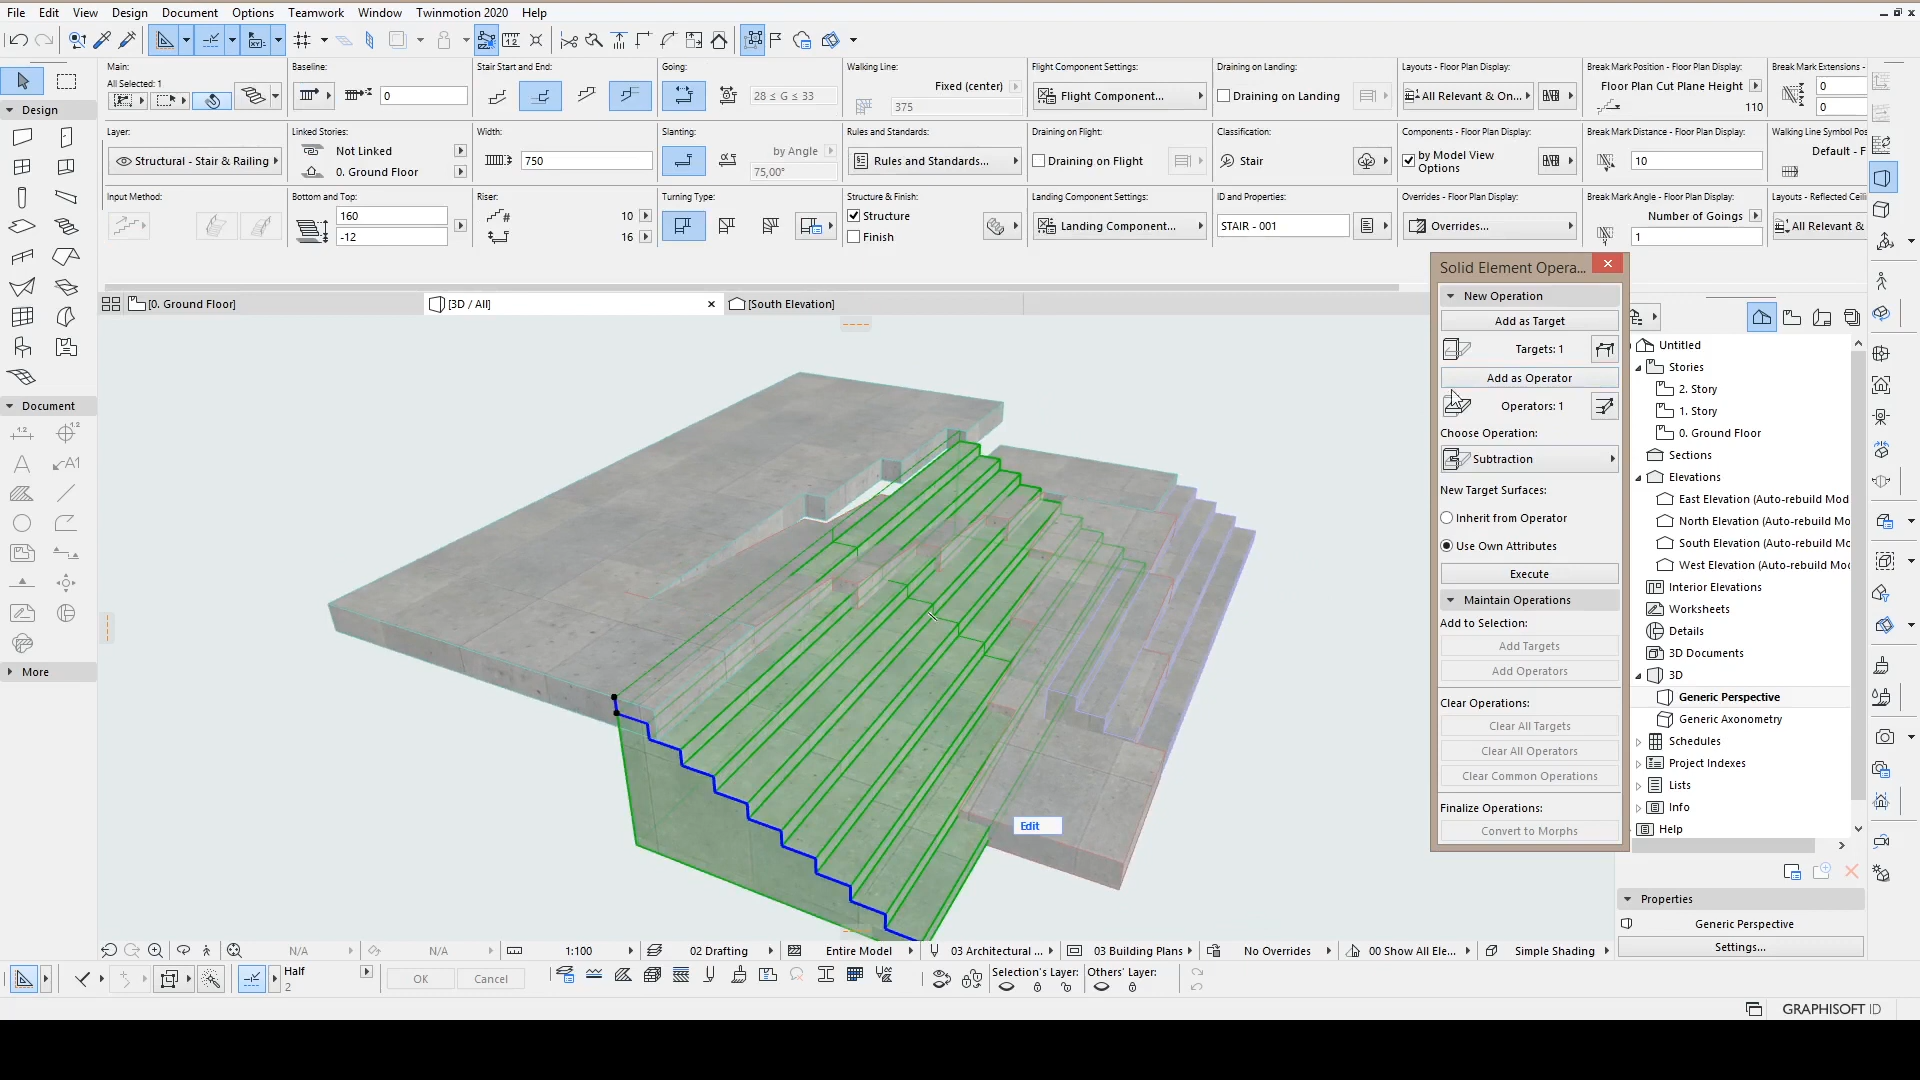 File Edit View Design Document Options Teamwork Window Twinmotion 2020 Help
Main: Baseline: Stair Start and End: Going: Walking Line: Flight Component Settings: Draining on Landing: Layouts - Floor Plan Display: Break Mark Position - Floor Plan Display: Break Mark Extensions -
All Selected: 1
0 28 ≤ G ≤ 33 Fixed (center) 375 Flight Component... Draining on Landing All Relevant & On... Floor Plan Cut Plane Height 110 0 0
Layer: Linked Stories: Width: Slanting: Rules and Standards: Draining on Flight: Classification: Components - Floor Plan Display: Break Mark Distance - Floor Plan Display: Walking Line Symbol Pos
Structural - Stair & Railing Not Linked 750 by Angle Rules and Standards... Draining on Flight Stair by Model View Options 10 Default - F
0. Ground Floor 75,00°
Input Method: Bottom and Top: Riser: Turning Type: Structure & Finish: Landing Component Settings: ID and Properties: Overrides - Floor Plan Display: Break Mark Angle - Floor Plan Display: Layouts - Reflected Ceili
160 10 Structure Landing Component... STAIR - 001 Overrides... Number of Goings All Relevant &
-12 16 Finish 1
[0. Ground Floor] [3D / All] [South Elevation]
Solid Element Opera...
New Operation
Add as Target
Targets: 1
Add as Operator
Operators: 1
Choose Operation:
Subtraction
New Target Surfaces:
Inherit from Operator
Use Own Attributes
Execute
Maintain Operations
Add to Selection:
Add Targets
Add Operators
Clear Operations:
Clear All Targets
Clear All Operators
Clear Common Operations
Finalize Operations:
Convert to Morphs
Untitled
Stories
2. Story
1. Story
0. Ground Floor
Sections
Elevations
East Elevation (Auto-rebuild Mod
North Elevation (Auto-rebuild Mo
South Elevation (Auto-rebuild Mo
West Elevation (Auto-rebuild Mo
Interior Elevations
Worksheets
Details
3D Documents
3D
Generic Perspective
Generic Axonometry
Schedules
Project Indexes
Lists
Info
Help
Properties
Generic Perspective
Settings...
Design
Document
More
Edit
N/A N/A 1:100 02 Drafting Entire Model 03 Architectural ... 03 Building Plans No Overrides 00 Show All Ele... Simple Shading
Half
2
OK Cancel
Selection's Layer: Others' Layer:
GRAPHISOFT ID